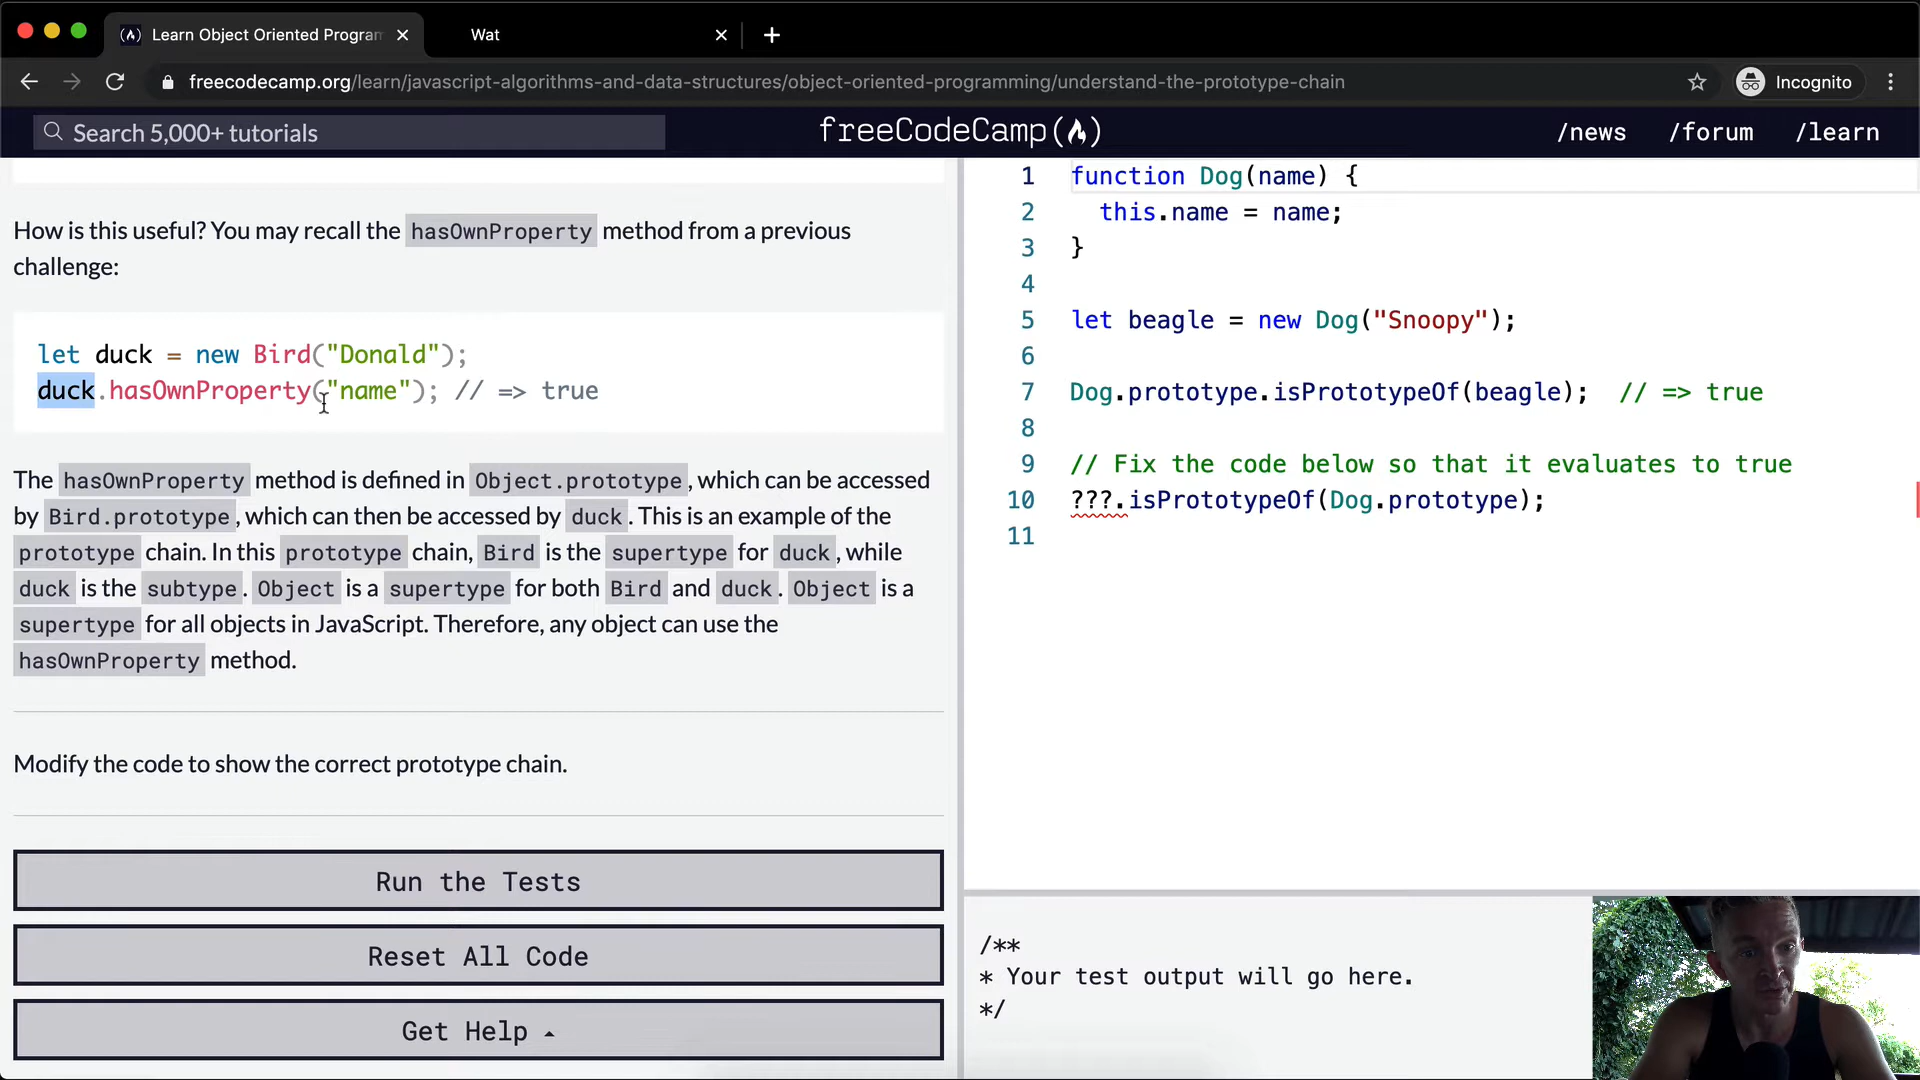 Learn Object Oriented Program
Wat
freecodecamp.org/learn/javascript-algorithms-and-data-structures/object-oriented-programming/understand-the-prototype-chain
Incognito
Search 5,000+ tutorials
freeCodeCamp(🔥)
/news
/forum
/learn
How is this useful? You may recall the hasOwnProperty method from a previous
challenge:
let duck = new Bird("Donald");
duck.hasOwnProperty("name"); // => true
The hasOwnProperty method is defined in Object.prototype, which can be accessed
by Bird.prototype, which can then be accessed by duck. This is an example of the
prototype chain. In this prototype chain, Bird is the supertype for duck, while
duck is the subtype. Object is a supertype for both Bird and duck. Object is a
supertype for all objects in JavaScript. Therefore, any object can use the
hasOwnProperty method.
Modify the code to show the correct prototype chain.
Run the Tests
Reset All Code
Get Help
1 function Dog(name) {
2 this.name = name;
3 }
4
5 let beagle = new Dog("Snoopy");
6
7 Dog.prototype.isPrototypeOf(beagle); // => true
8
9 // Fix the code below so that it evaluates to true
10 ???.isPrototypeOf(Dog.prototype);
11
/**
* Your test output will go here.
*/